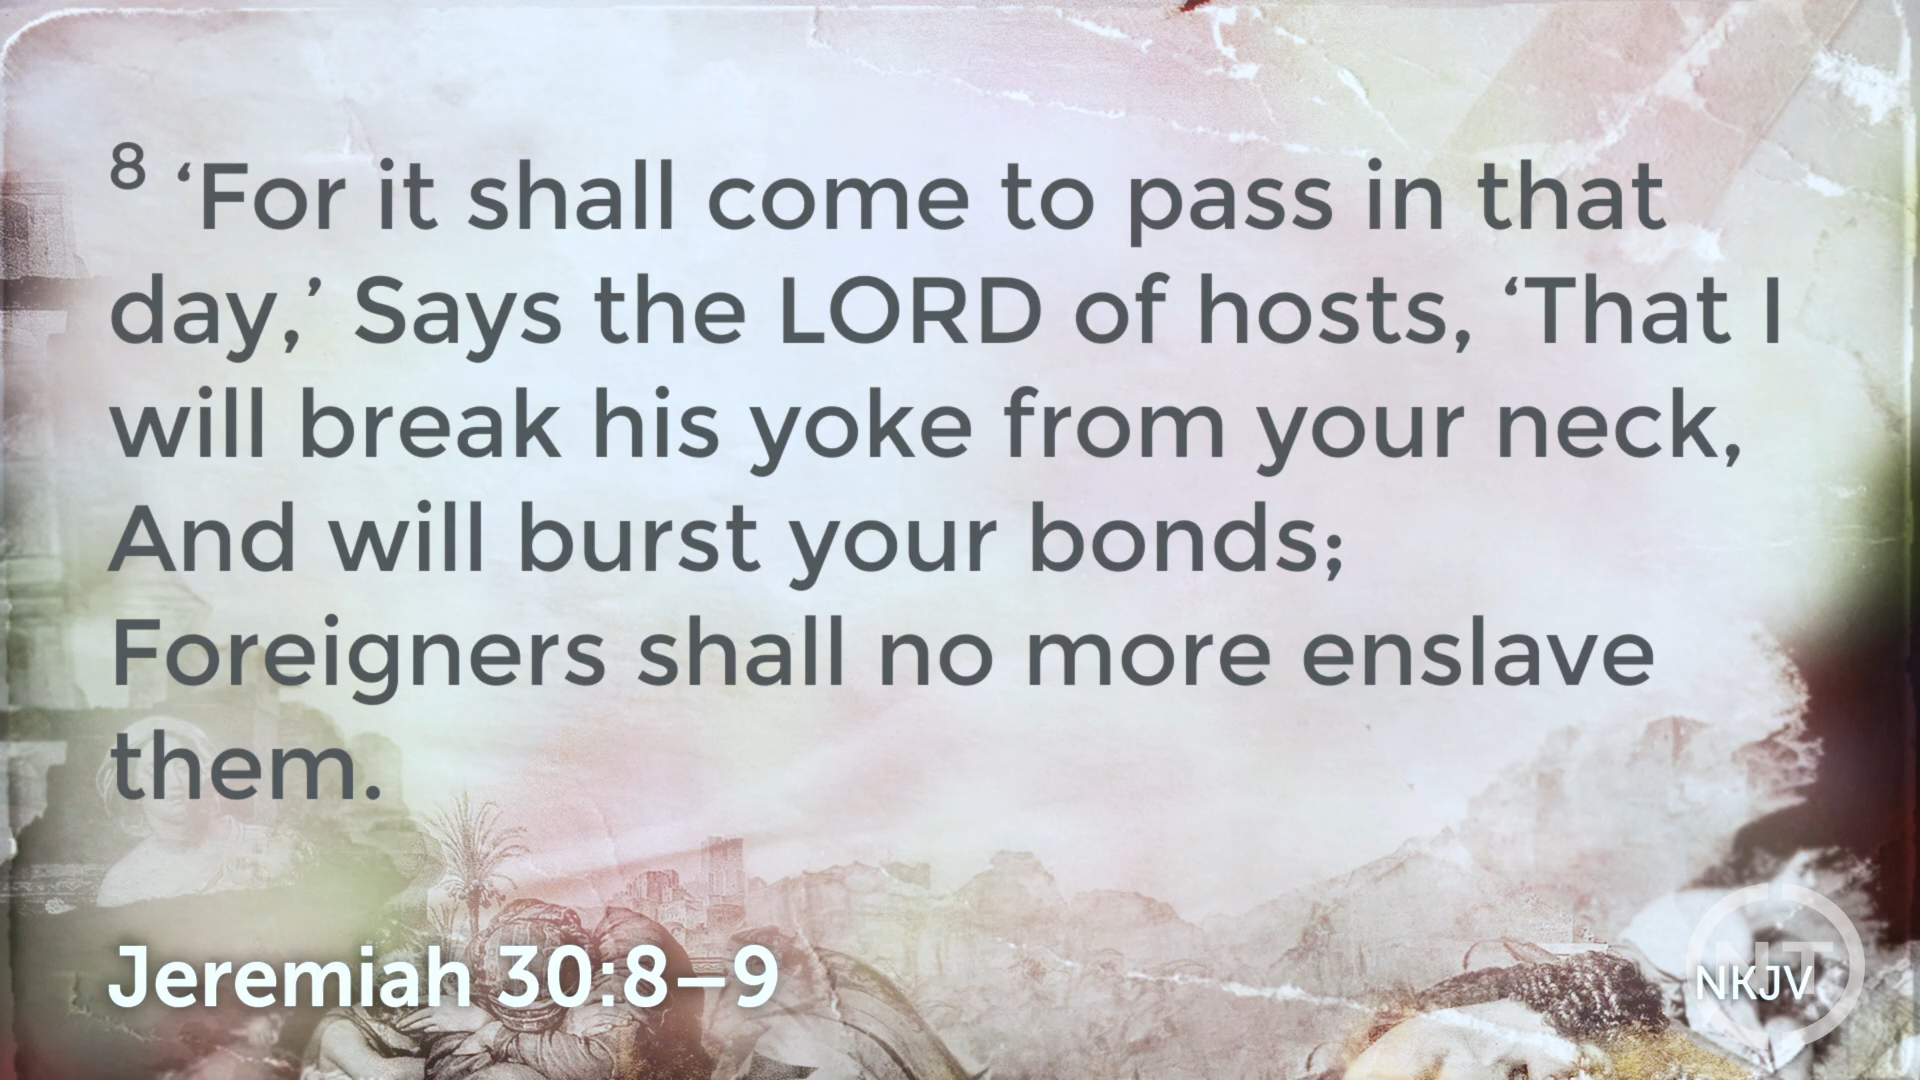 8 ‘For it shall come to pass in that
day,’ Says the LORD of hosts, ‘That I
will break his yoke from your neck,
And will burst your bonds;
Foreigners shall no more enslave
them.
Jeremiah 30:8–9
NT
NKJV